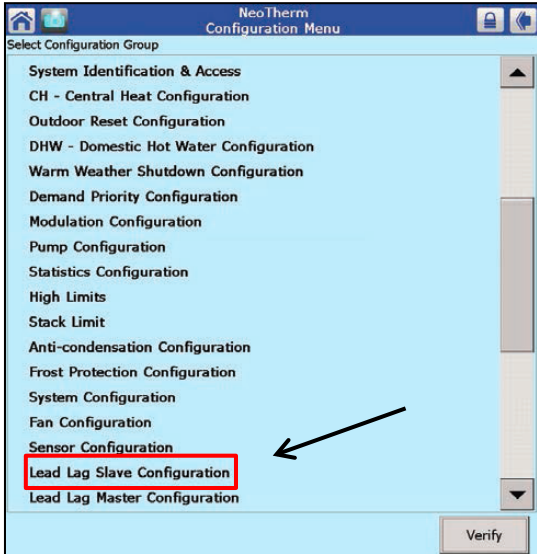 NeoTherm
Configuration Menu
Select Configuration Group
System Identification & Access
CH - Central Heat Configuration
Outdoor Reset Configuration
DHW - Domestic Hot Water Configuration
Warm Weather Shutdown Configuration
Demand Priority Configuration
Modulation Configuration
Pump Configuration
Statistics Configuration
High Limits
Stack Limit
Anti-condensation Configuration
Frost Protection Configuration
System Configuration
Fan Configuration
Sensor Configuration
Lead Lag Slave Configuration
Lead Lag Master Configuration
Verify